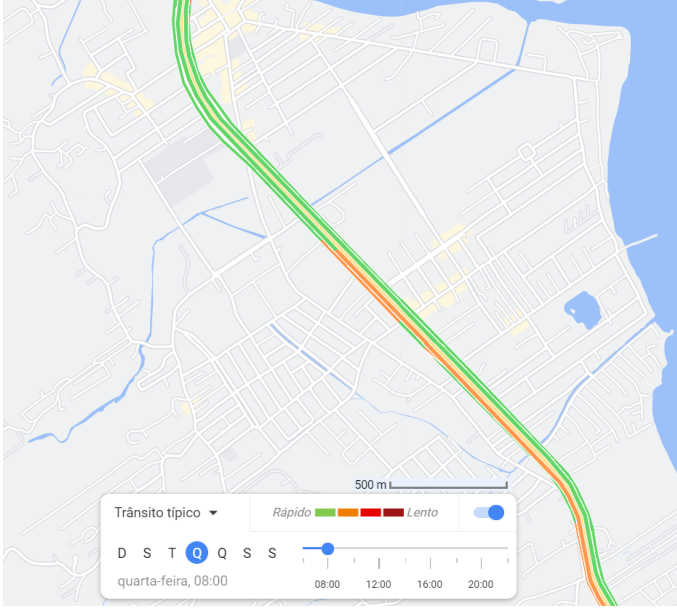 500 m
Trânsito típico
Rápido Lento
D S T Q Q S S
quarta-feira, 08:00
08:00 12:00 16:00 20:00